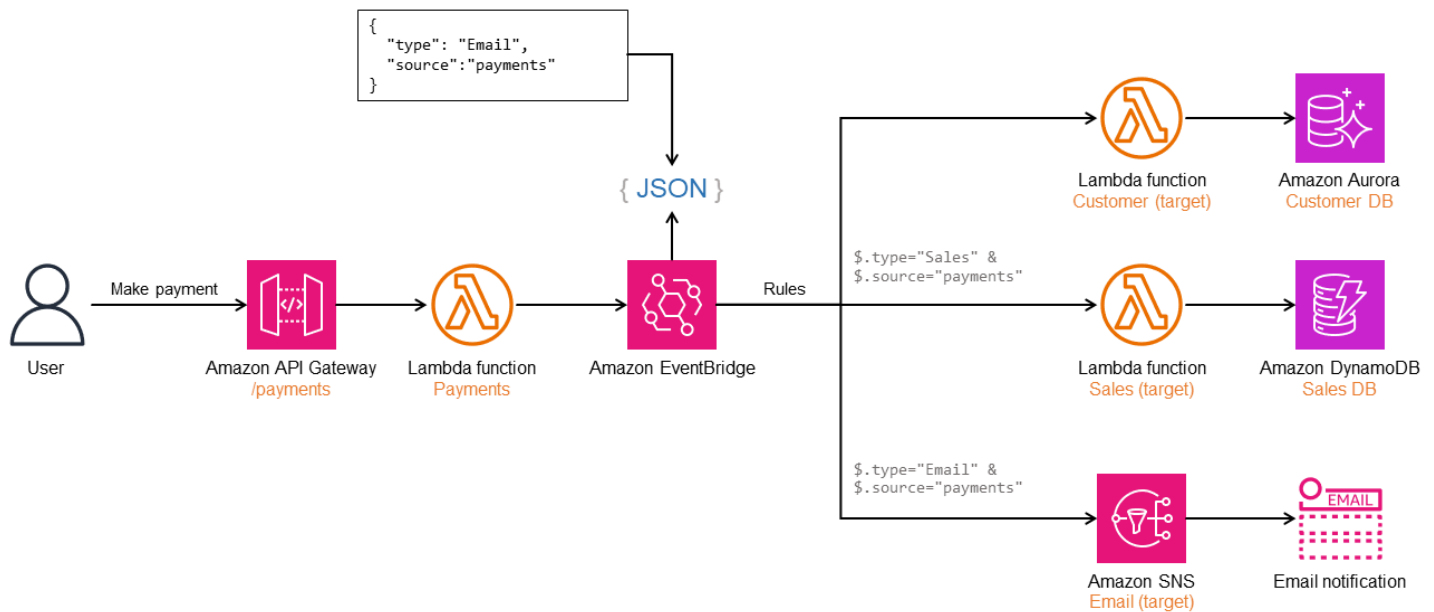 {
"type": "Email",
"source":"payments"
}
{ JSON }
Make payment
User
Amazon API Gateway
/payments
</>
Lambda function
Payments
Amazon EventBridge
Rules
Lambda function
Customer (target)
Amazon Aurora
Customer DB
$.type="Sales" &
$.source="payments"
Lambda function
Sales (target)
Amazon DynamoDB
Sales DB
$.type="Email" &
$.source="payments"
Amazon SNS
Email (target)
EMAIL
Email notification